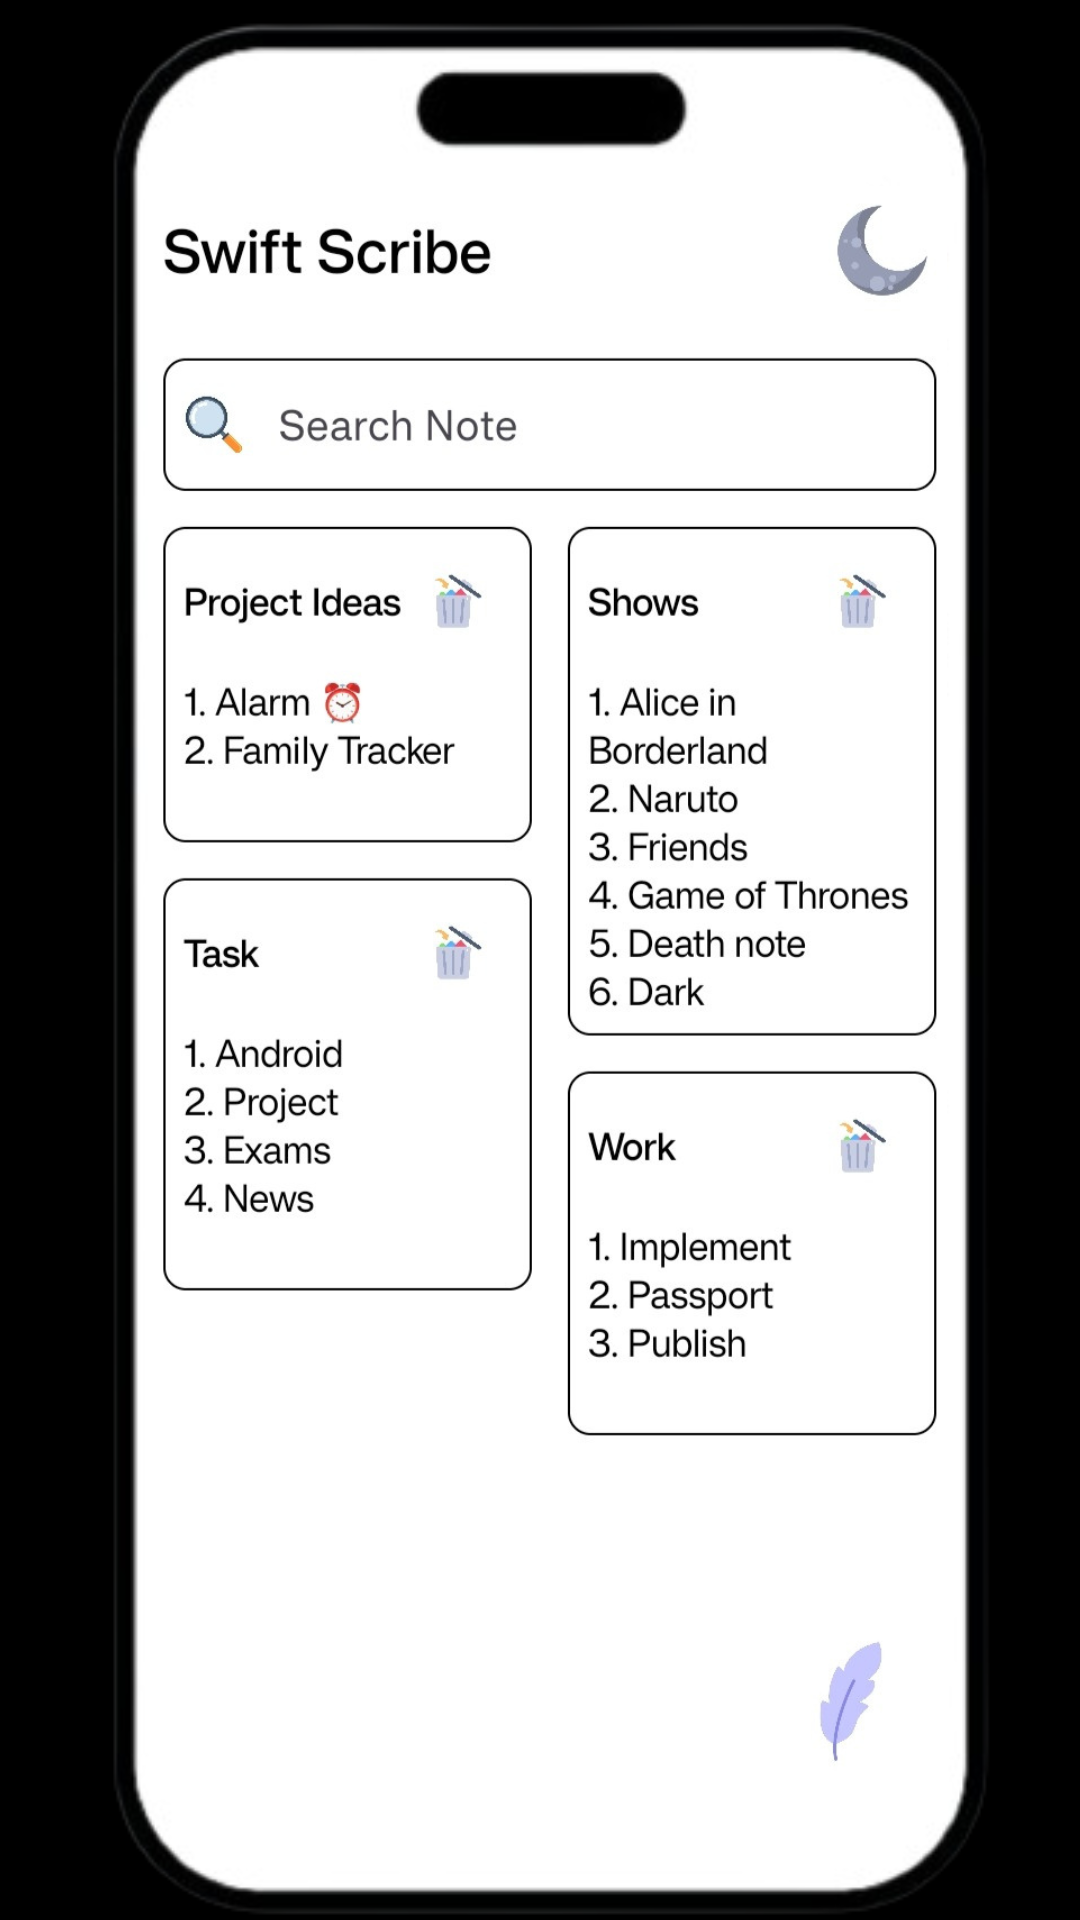 Swift Scribe
Search Note
Project Ideas
1. Alarm ⏰
2. Family Tracker
Shows
1. Alice in
Borderland
2. Naruto
3. Friends
4. Game of Thrones
5. Death note
6. Dark
Task
1. Android
2. Project
3. Exams
4. News
Work
1. Implement
2. Passport
3. Publish